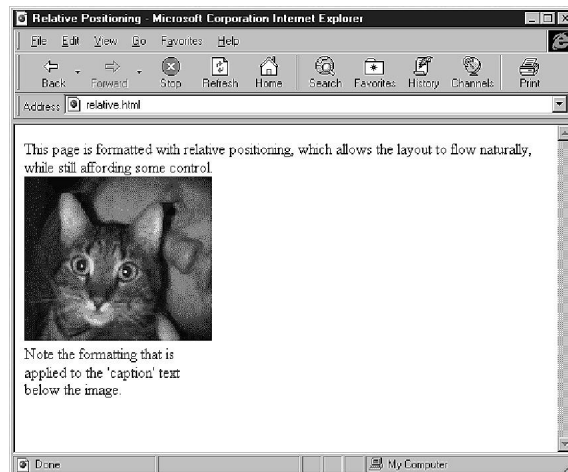 Relative Positioning - Microsoft Corporation Internet Explorer
File Edit View Go Favorites Help
Back Forward Stop Refresh Home Search Favorites History Channels Print
Address relative.html
This page is formatted with relative positioning, which allows the layout to flow naturally,
while still affording some control.
Note the formatting that is
applied to the 'caption' text
below the image.
Done My Computer